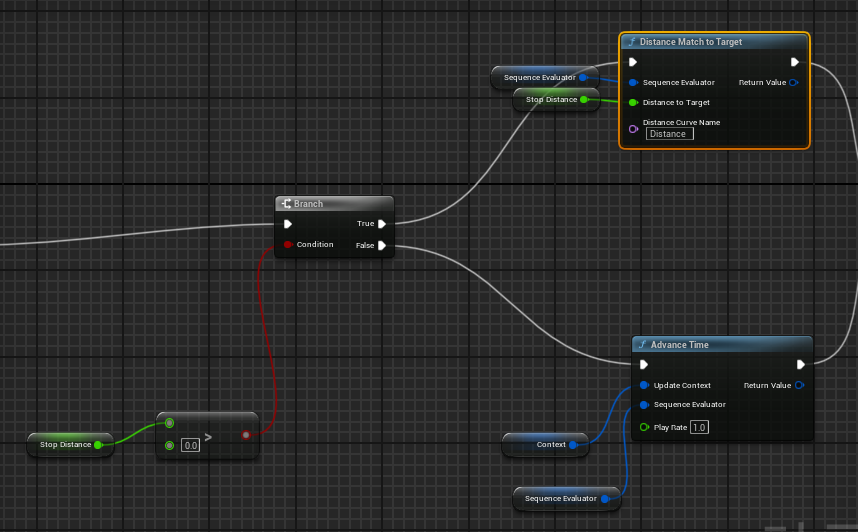 Distance Match to Target
Sequence Evaluator
Sequence Evaluator
Return Value
Stop Distance
Distance to Target
Distance Curve Name
Distance
Branch
True
Condition
False
Advance Time
Update Context
Return Value
Sequence Evaluator
Play Rate 1.0
Stop Distance
0.0
>
Context
Sequence Evaluator